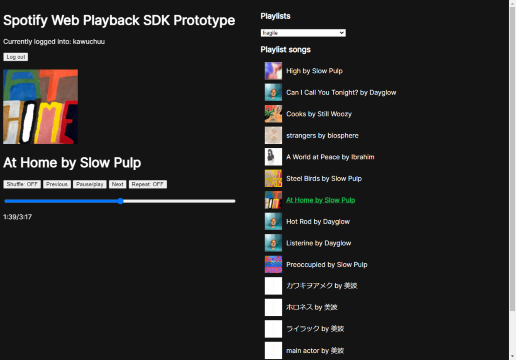 Spotify Web Playback SDK Prototype
Currently logged into: kawuchuu
Log out
AT
HOME
At Home by Slow Pulp
Shuffle: OFF
Previous
Pause/play
Next
Repeat: OFF
1:39/3:17
Playlists
fragile
Playlist songs
High by Slow Pulp
Can I Call You Tonight? by Dayglow
Cooks by Still Woozy
strangers by biosphere
A World at Peace by Ibrahim
Steel Birds by Slow Pulp
At Home by Slow Pulp
Hot Rod by Dayglow
Listerine by Dayglow
Preoccupied by Slow Pulp
カワキヲアメク by 美波
ホロネス by 美波
ライラック by 美波
main actor by 美波